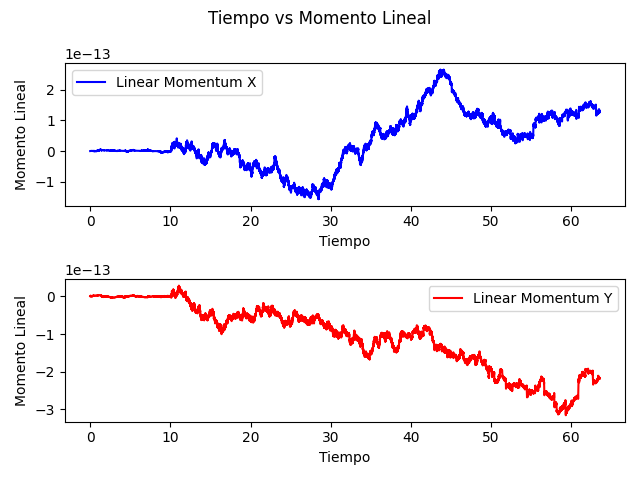 Tiempo vs Momento Lineal
1e−13
Linear Momentum X
Momento Lineal
2
1
0
−1
0
10
20
30
40
50
60
Tiempo
1e−13
Linear Momentum Y
Momento Lineal
0
−1
−2
−3
0
10
20
30
40
50
60
Tiempo